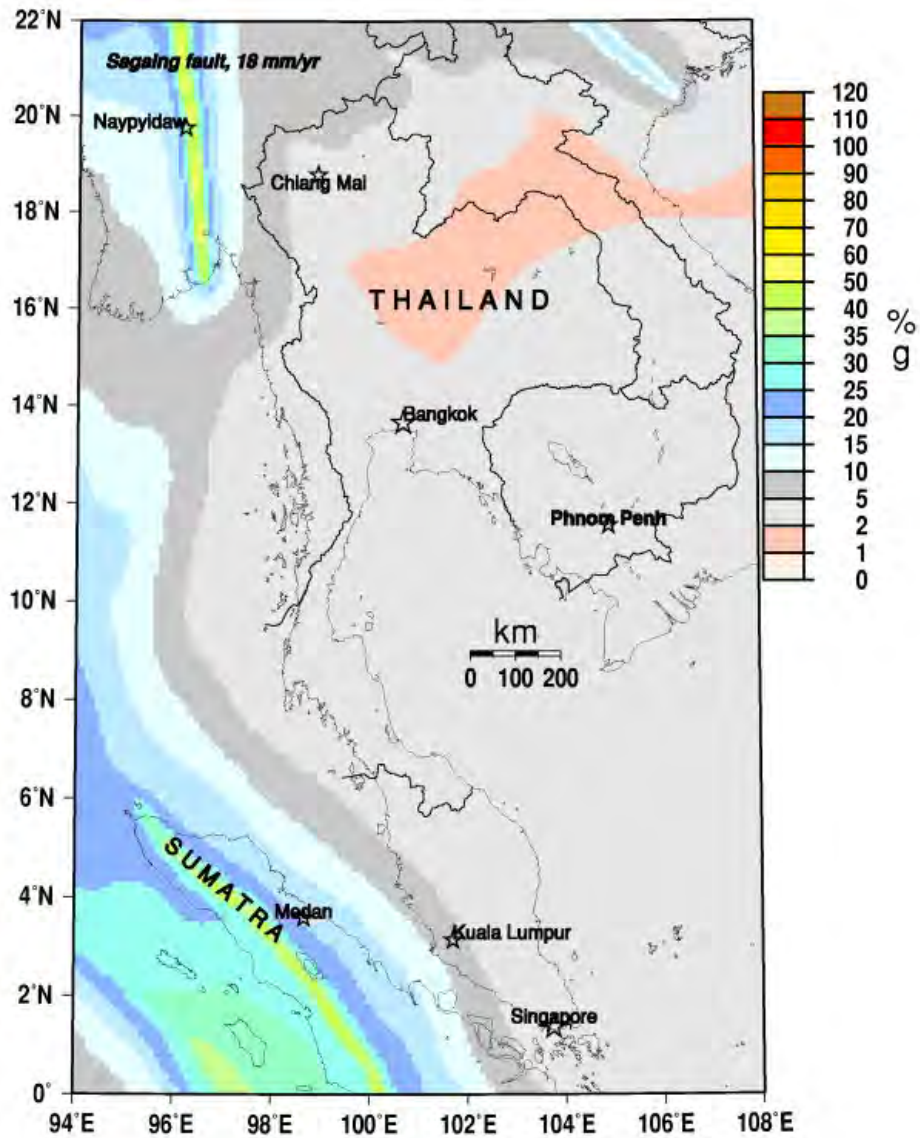 22°N
20°N
18°N
16°N
14°N
12°N
10°N
8°N
6°N
4°N
2°N
0°
94°E
96°E
98°E
100°E
102°E
104°E
106°E
108°E
Sagaing fault, 18 mm/yr
Naypyidaw
Chiang Mai
THAILAND
Bangkok
Phnom Penh
km
0 100 200
SUMATRA
Medan
Kuala Lumpur
Singapore
120
110
100
90
80
70
60
50
40
35
30
25
20
15
10
5
2
1
0
%
g